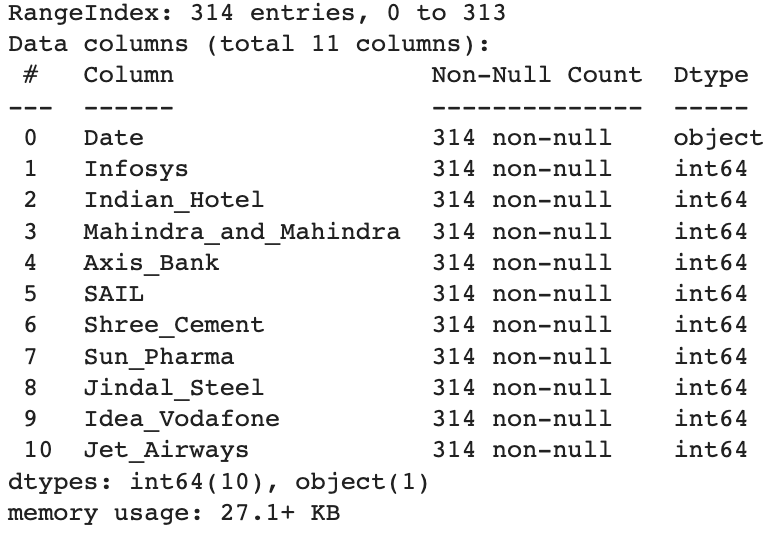 RangeIndex: 314 entries, 0 to 313
Data columns (total 11 columns):
 #   Column               Non-Null Count  Dtype
---  ------               --------------  -----
 0   Date                 314 non-null    object
 1   Infosys              314 non-null    int64
 2   Indian_Hotel         314 non-null    int64
 3   Mahindra_and_Mahindra  314 non-null    int64
 4   Axis_Bank            314 non-null    int64
 5   SAIL                 314 non-null    int64
 6   Shree_Cement         314 non-null    int64
 7   Sun_Pharma           314 non-null    int64
 8   Jindal_Steel         314 non-null    int64
 9   Idea_Vodafone        314 non-null    int64
 10  Jet_Airways          314 non-null    int64
dtypes: int64(10), object(1)
memory usage: 27.1+ KB